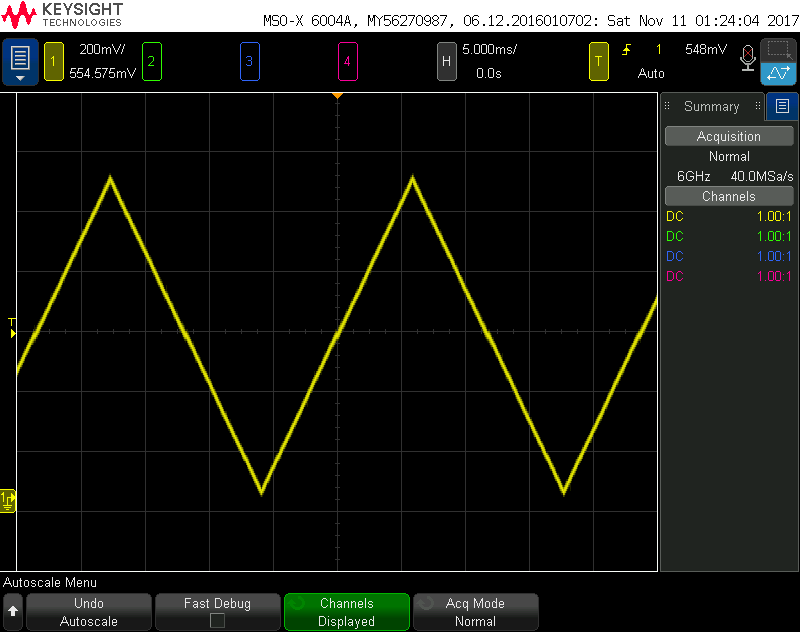 KEYSIGHT
TECHNOLOGIES
MSO-X 6004A, MY56270987, 06.12.2016010702: Sat Nov 11 01:24:04 2017
1 200mV/ 554.575mV 2 3 4 H 5.000ms/ 0.0s T 1 548mV Auto
Summary
Acquisition
Normal
6GHz 40.0MSa/s
Channels
DC 1.00:1
DC 1.00:1
DC 1.00:1
DC 1.00:1
T
1
Autoscale Menu
Undo Autoscale
Fast Debug
Channels Displayed
Acq Mode Normal